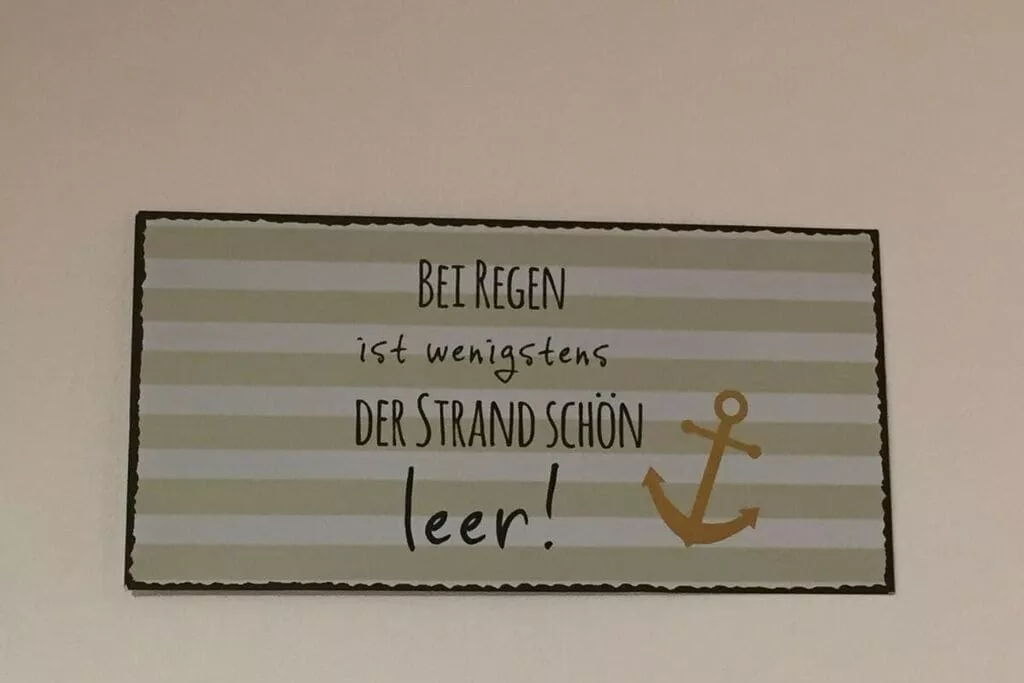 BEI REGEN
ist wenigstens
DER STRAND SCHÖN
leer!